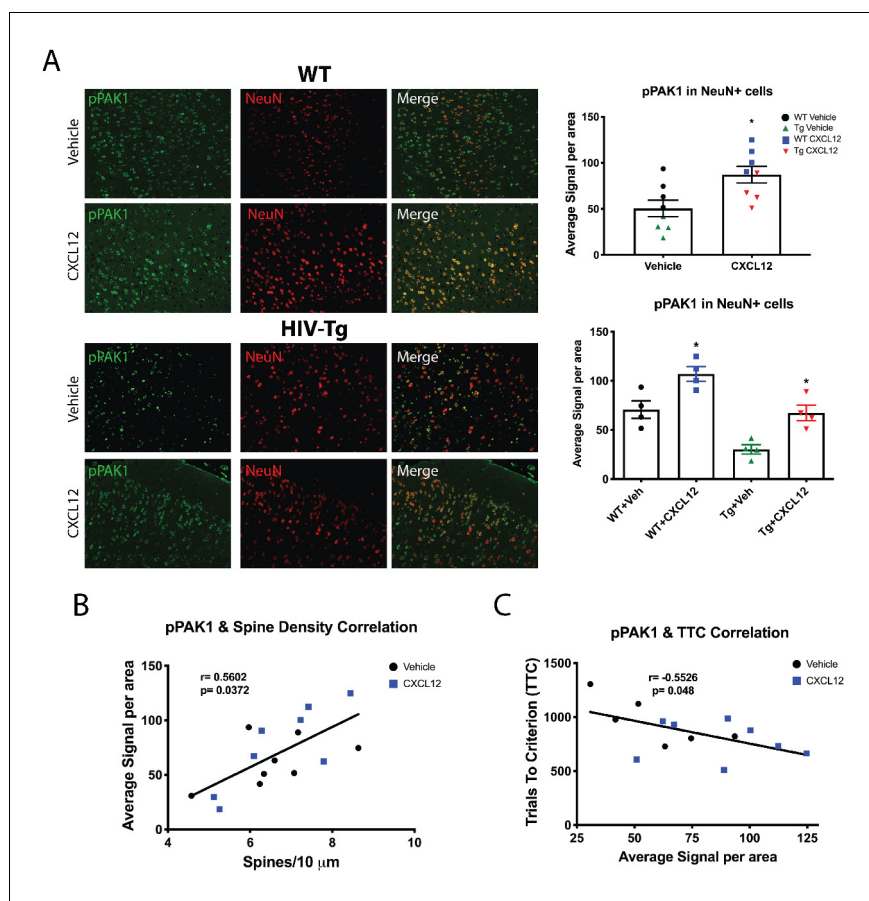 A
WT
pPAK1 NeuN Merge
Vehicle
pPAK1 NeuN Merge
CXCL12
HIV-Tg
pPAK1 NeuN Merge
Vehicle
pPAK1 NeuN Merge
CXCL12
pPAK1 in NeuN+ cells
WT Vehicle
Tg Vehicle
WT CXCL12
Tg CXCL12
Average Signal per area
150
100
50
0
*
Vehicle CXCL12
pPAK1 in NeuN+ cells
Average Signal per area
150
100
50
0
*
*
WT+Veh WT+CXCL12 Tg+Veh Tg+CXCL12
B
pPAK1 & Spine Density Correlation
Vehicle
CXCL12
r= 0.5602
p= 0.0372
Average Signal per area
150
100
50
0
4 6 8 10
Spines/10 μm
C
pPAK1 & TTC Correlation
Vehicle
CXCL12
r= -0.5526
p= 0.048
Trials To Criterion (TTC)
1500
1000
500
0
25 50 75 100 125
Average Signal per area